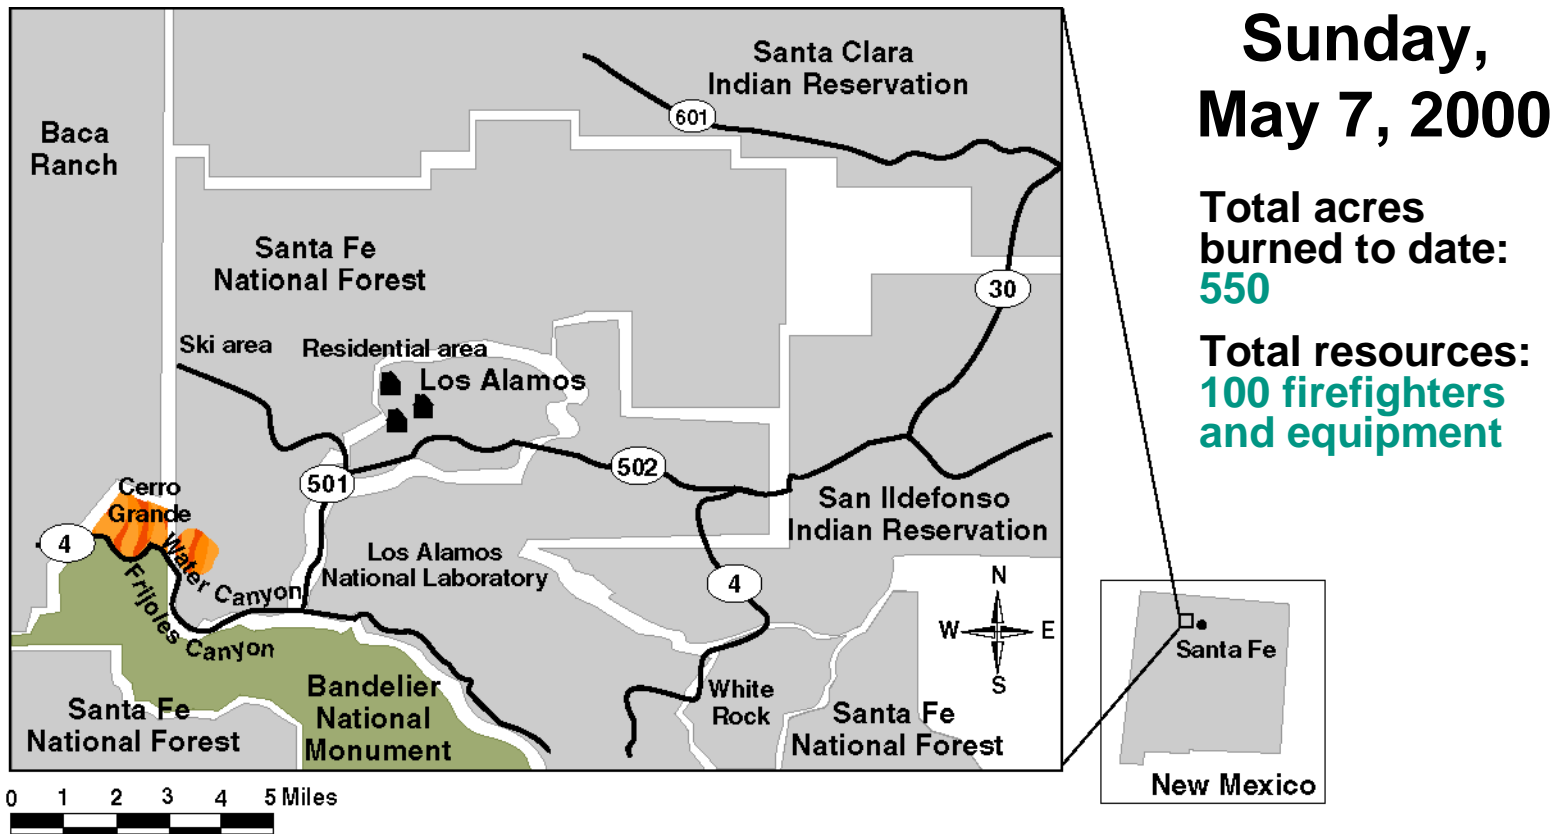 Sunday,
May 7, 2000
Total acres
burned to date:
550
Total resources:
100 firefighters
and equipment
Santa Clara
Indian Reservation
601
Baca
Ranch
Santa Fe
National Forest
30
Ski area
Residential area
Los Alamos
502
501
San Ildefonso
Indian Reservation
Cerro
Grande
4
Water Canyon
Frijoles Canyon
Los Alamos
National Laboratory
4
N
W
E
S
Bandelier
National
Monument
White
Rock
Santa Fe
National Forest
Santa Fe
National Forest
Santa Fe
New Mexico
0 1 2 3 4 5 Miles